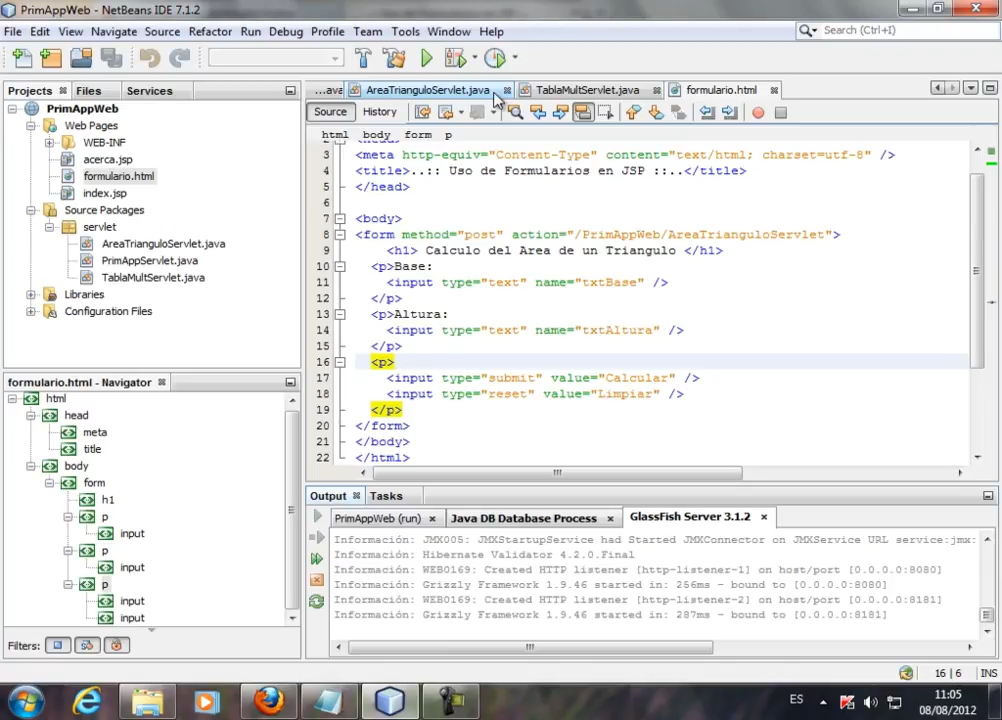 PrimAppWeb - NetBeans IDE 7.1.2
File Edit View Navigate Source Refactor Run Debug Profile Team Tools Window Help
Search (Ctrl+I)
Projects Files Services
...ava AreaTrianguloServlet.java TablaMultServlet.java formulario.html
Source History
html body form p
PrimAppWeb
Web Pages
WEB-INF
acerca.jsp
formulario.html
index.jsp
Source Packages
servlet
AreaTrianguloServlet.java
PrimAppServlet.java
TablaMultServlet.java
Libraries
Configuration Files
3 <meta http-equiv="Content-Type" content="text/html; charset=utf-8" />
4 <title>..:: Uso de Formularios en JSP ::..</title>
5 </head>
6
7 <body>
8 <form method="post" action="/PrimAppWeb/AreaTrianguloServlet">
9 <h1> Calculo del Area de un Triangulo </h1>
10 <p>Base:
11 <input type="text" name="txtBase" />
12 </p>
13 <p>Altura:
14 <input type="text" name="txtAltura" />
15 </p>
16 <p>
17 <input type="submit" value="Calcular" />
18 <input type="reset" value="Limpiar" />
19 </p>
20 </form>
21 </body>
22 </html>
formulario.html - Navigator
html
head
meta
title
body
form
h1
p
input
p
input
p
input
input
Filters:
Output Tasks
PrimAppWeb (run) Java DB Database Process GlassFish Server 3.1.2
Información: JMX005: JMXStartupService had Started JMXConnector on JMXService URL service:jmx:
Información: Hibernate Validator 4.2.0.Final
Información: WEB0169: Created HTTP listener [http-listener-1] on host/port [0.0.0.0:8080]
Información: Grizzly Framework 1.9.46 started in: 256ms - bound to [0.0.0.0:8080]
Información: WEB0169: Created HTTP listener [http-listener-2] on host/port [0.0.0.0:8181]
Información: Grizzly Framework 1.9.46 started in: 287ms - bound to [0.0.0.0:8181]
16 | 6 INS
ES 11:05
08/08/2012